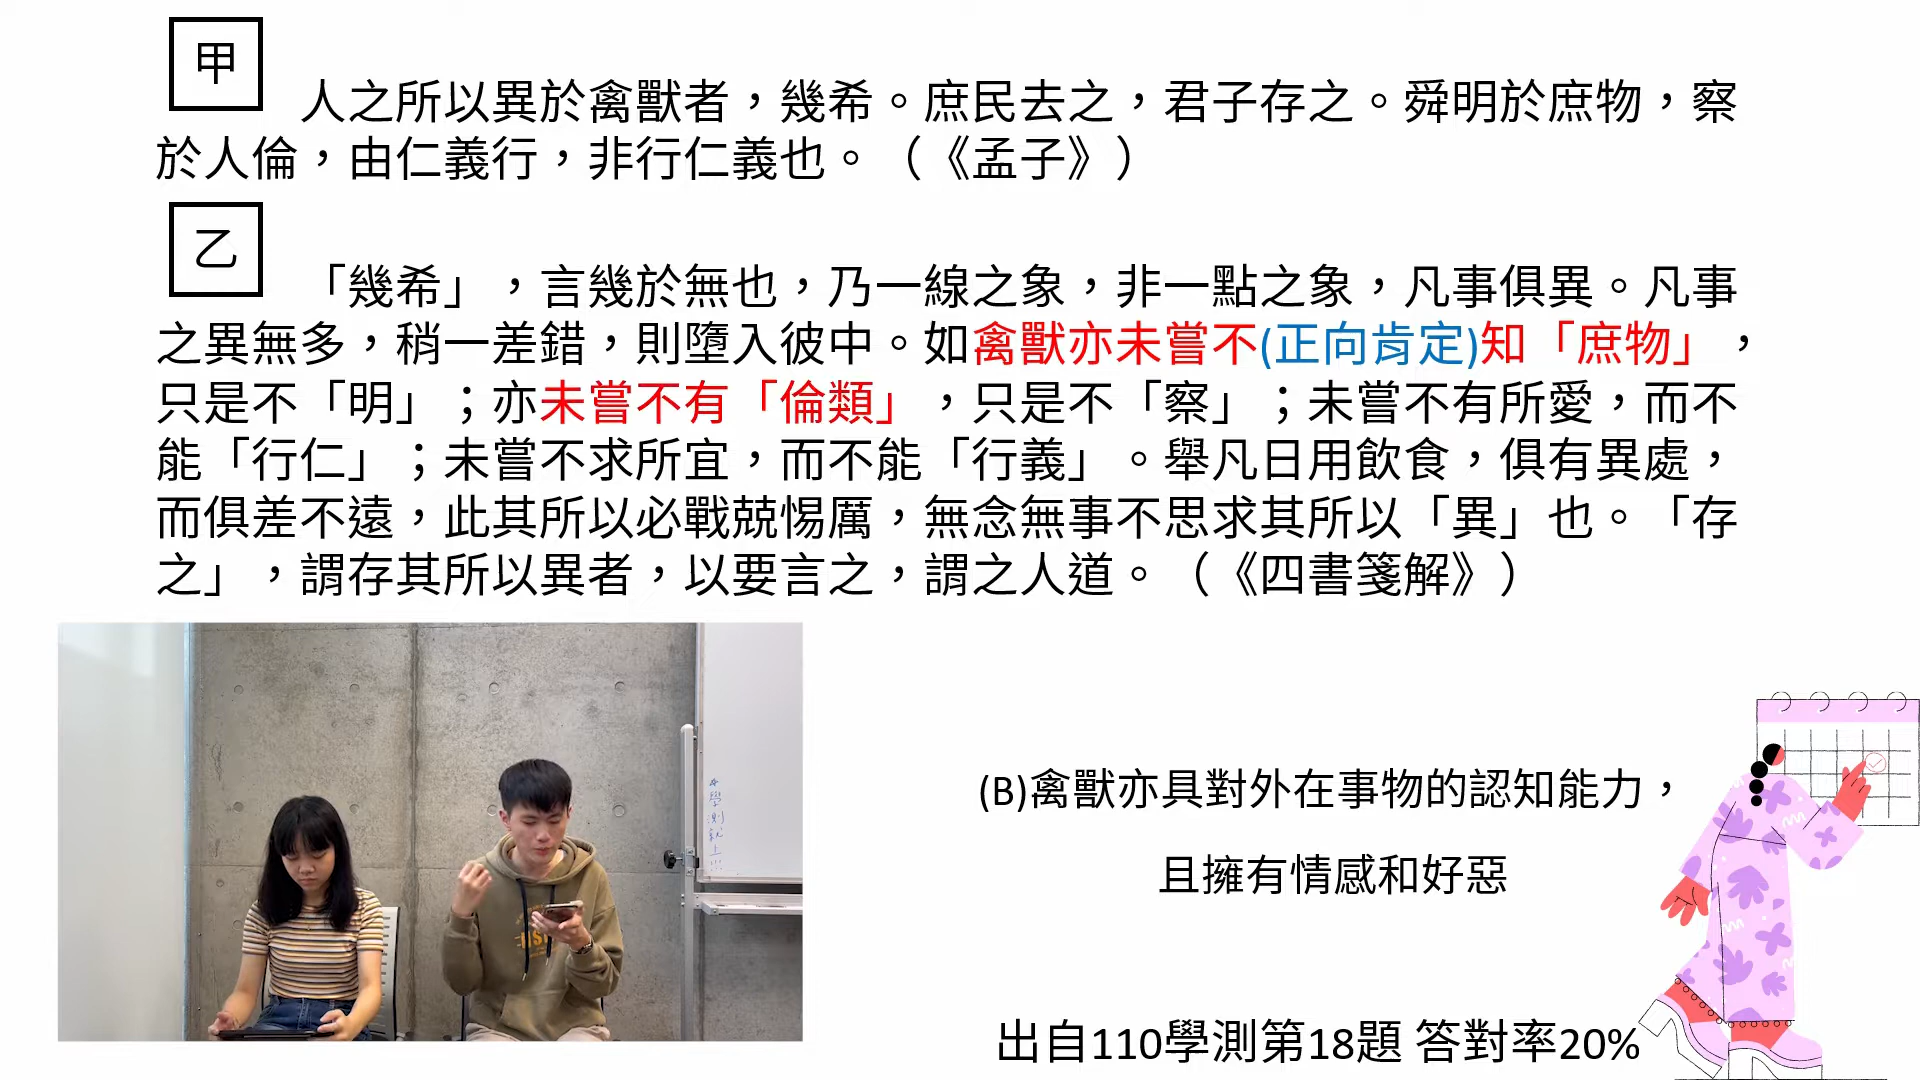 甲
人之所以異於禽獸者，幾希。庶民去之，君子存之。舜明於庶物，察
於人倫，由仁義行，非行仁義也。（《孟子》）
乙
「幾希」，言幾於無也，乃一線之象，非一點之象，凡事俱異。凡事
之異無多，稍一差錯，則墮入彼中。如禽獸亦未嘗不(正向肯定)知「庶物」，
只是不「明」；亦未嘗不有「倫類」，只是不「察」；未嘗不有所愛，而不
能「行仁」；未嘗不求所宜，而不能「行義」。舉凡日用飲食，俱有異處，
而俱差不遠，此其所以必戰兢惕厲，無念無事不思求其所以「異」也。「存
之」，謂存其所以異者，以要言之，謂之人道。（《四書箋解》）
學測就上!!!
(B)禽獸亦具對外在事物的認知能力，
且擁有情感和好惡
出自110學測第18題 答對率20%